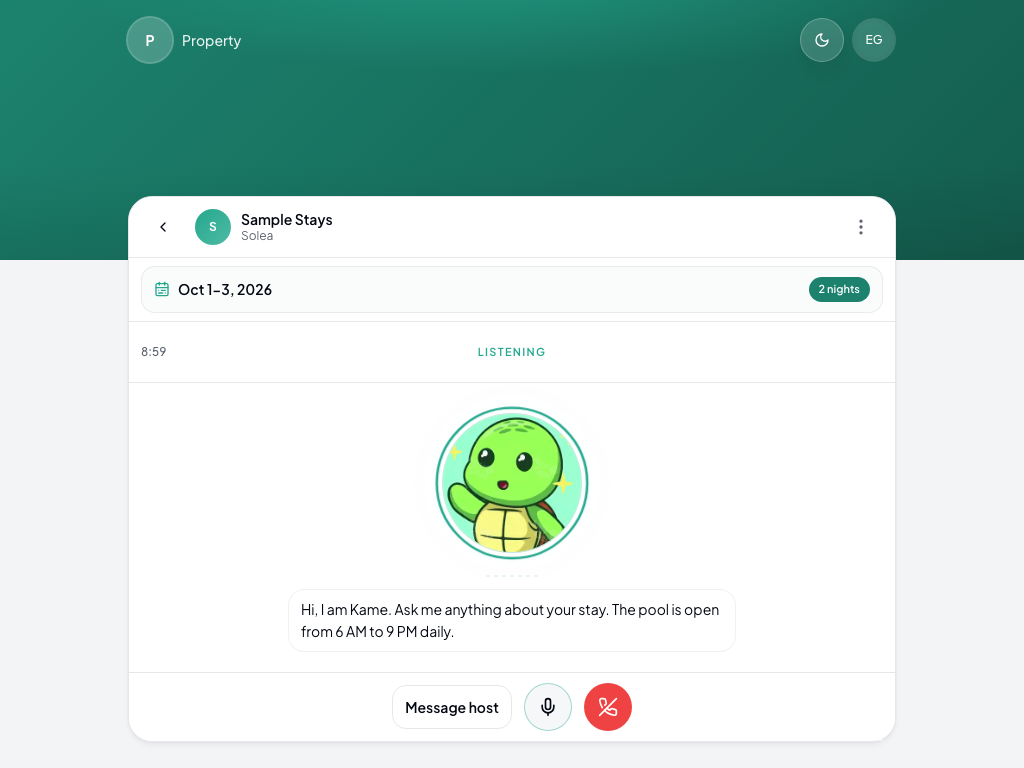 P
Property
EG
S
Sample Stays
Solea
Oct 1–3, 2026
2 nights
8:59
LISTENING
Hi, I am Kame. Ask me anything about your stay. The pool is open
from 6 AM to 9 PM daily.
Message host